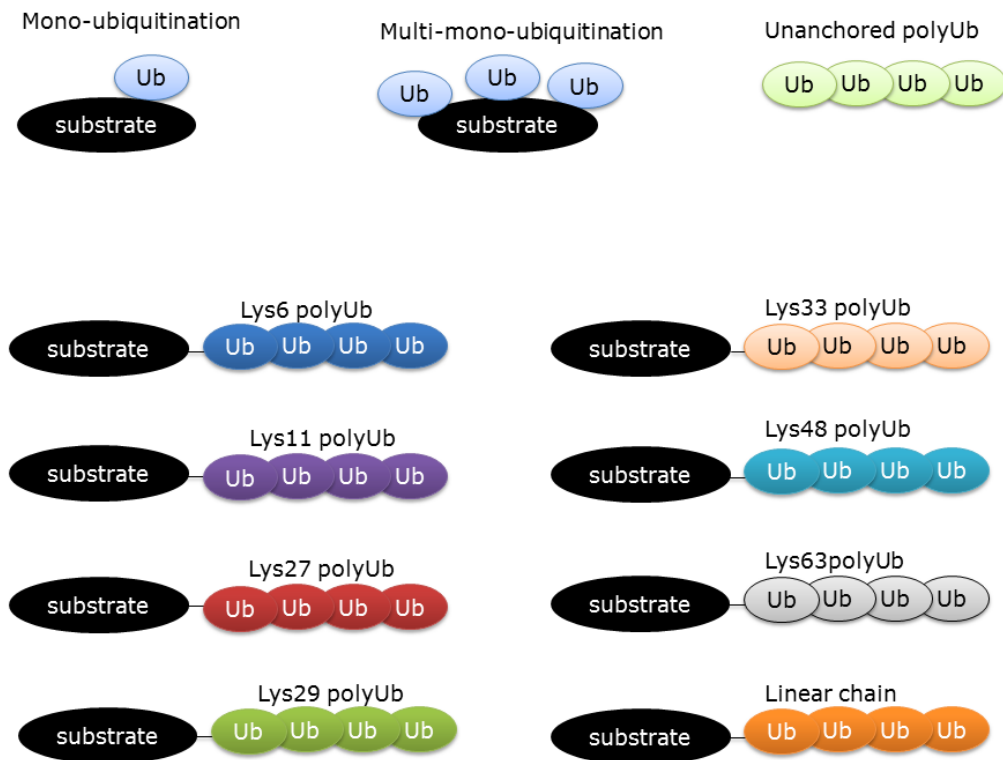 Mono-ubiquitination
Multi-mono-ubiquitination
Unanchored polyUb
Ub
substrate
Ub Ub Ub
substrate
Ub Ub Ub Ub
Lys6 polyUb
substrate Ub Ub Ub Ub
Lys33 polyUb
substrate Ub Ub Ub Ub
Lys11 polyUb
substrate Ub Ub Ub Ub
Lys48 polyUb
substrate Ub Ub Ub Ub
Lys27 polyUb
substrate Ub Ub Ub Ub
Lys63polyUb
substrate Ub Ub Ub Ub
Lys29 polyUb
substrate Ub Ub Ub Ub
Linear chain
substrate Ub Ub Ub Ub